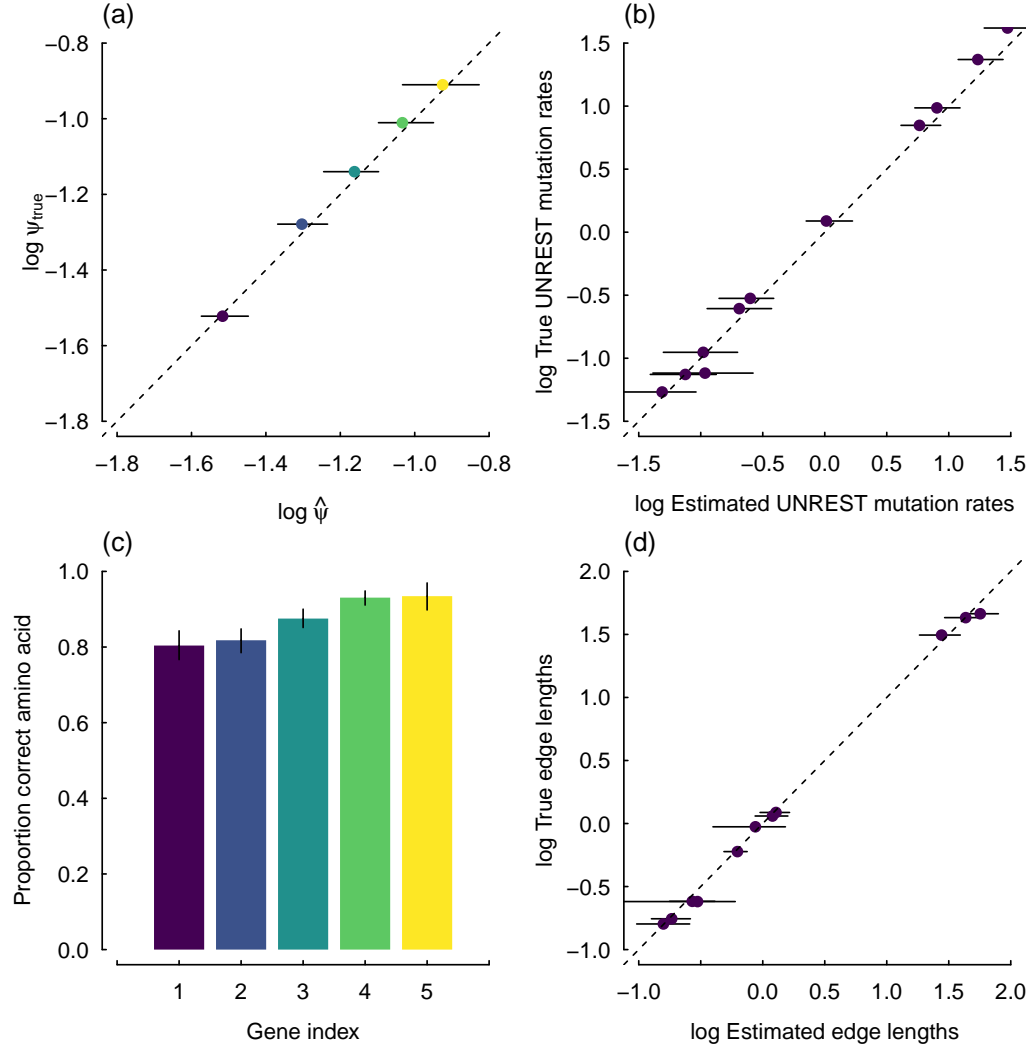 (a)
−0.8
−1.0
−1.2
−1.4
−1.6
−1.8
log ψtrue
−1.8 −1.6 −1.4 −1.2 −1.0 −0.8
log ψ̂
(b)
1.5
1.0
0.5
0.0
−0.5
−1.0
−1.5
log True UNREST mutation rates
−1.5 −0.5 0.0 0.5 1.0 1.5
log Estimated UNREST mutation rates
(c)
1.0
0.8
0.6
0.4
0.2
0.0
Proportion correct amino acid
1 2 3 4 5
Gene index
(d)
2.0
1.5
1.0
0.5
0.0
−0.5
−1.0
log True edge lengths
−1.0 0.0 0.5 1.0 1.5 2.0
log Estimated edge lengths